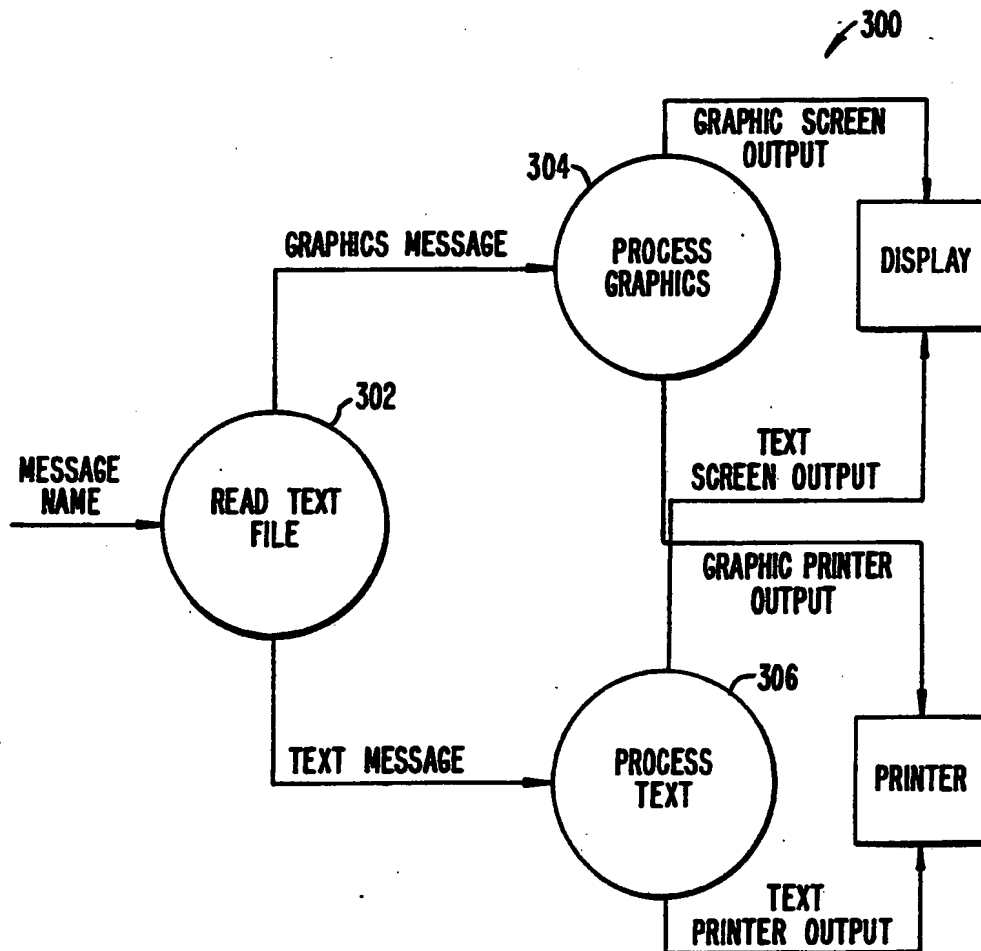 300
GRAPHIC SCREEN
OUTPUT
304
GRAPHICS MESSAGE
PROCESS
GRAPHICS
DISPLAY
302
MESSAGE
NAME
READ TEXT
FILE
TEXT
SCREEN OUTPUT
GRAPHIC PRINTER
OUTPUT
306
TEXT MESSAGE
PROCESS
TEXT
PRINTER
TEXT
PRINTER OUTPUT